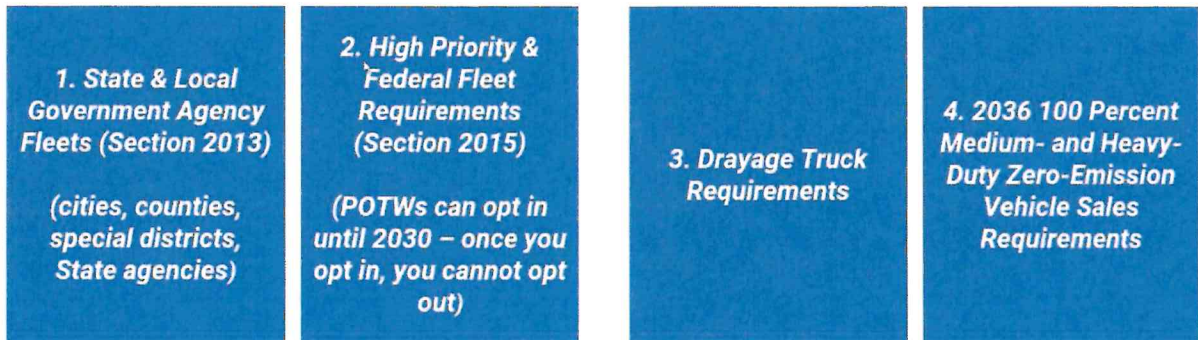 1. State & Local
Government Agency
Fleets (Section 2013)
(cities, counties,
special districts,
State agencies)
2. High Priority &
Federal Fleet
Requirements
(Section 2015)
(POTWs can opt in
until 2030 – once you
opt in, you cannot opt
out)
3. Drayage Truck
Requirements
4. 2036 100 Percent
Medium- and Heavy-
Duty Zero-Emission
Vehicle Sales
Requirements